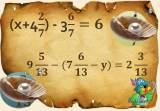 (x+4 2/7) - 3 6/7 = 6
9 5/13 - (7 6/13 - y) = 2 3/13